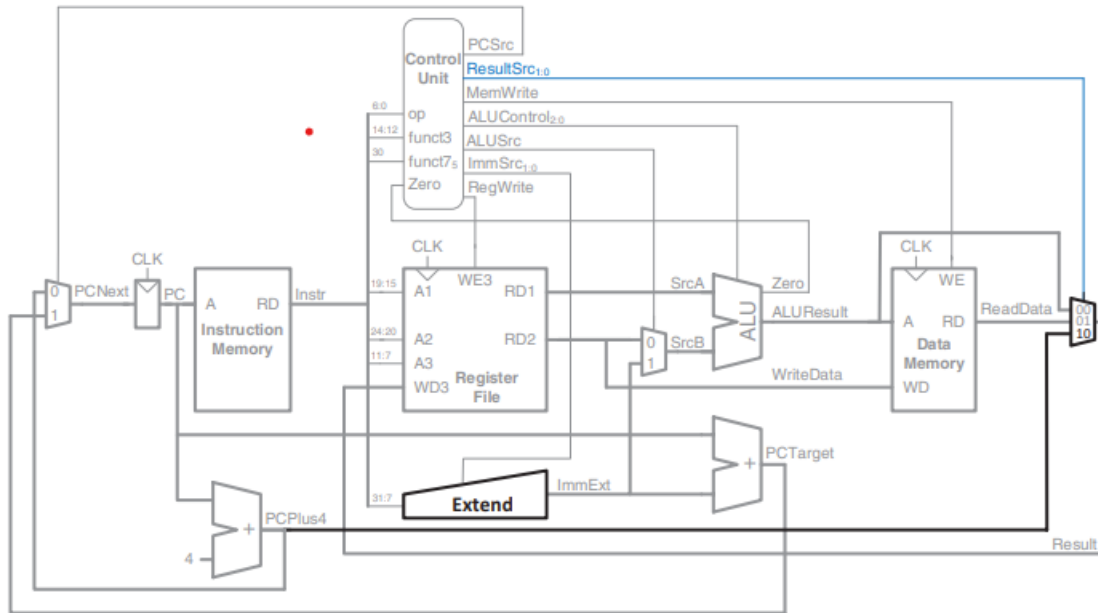 PCSrc
Control
Unit
ResultSrc1:0
MemWrite
6:0
op
ALUControl2:0
14:12
funct3
ALUSrc
30
funct75
ImmSrc1:0
Zero
RegWrite
CLK
CLK
CLK
0
1
PCNext
PC
A
RD
Instr
Instruction
Memory
19:15
A1
WE3
RD1
SrcA
Zero
WE
24:20
A2
RD2
0
1
SrcB
ALU
ALUResult
A
RD
ReadData
00
01
10
11:7
A3
Data
Memory
WD3
Register
File
WriteData
WD
+
PCTarget
31:7
Extend
ImmExt
+
PCPlus4
4
Result